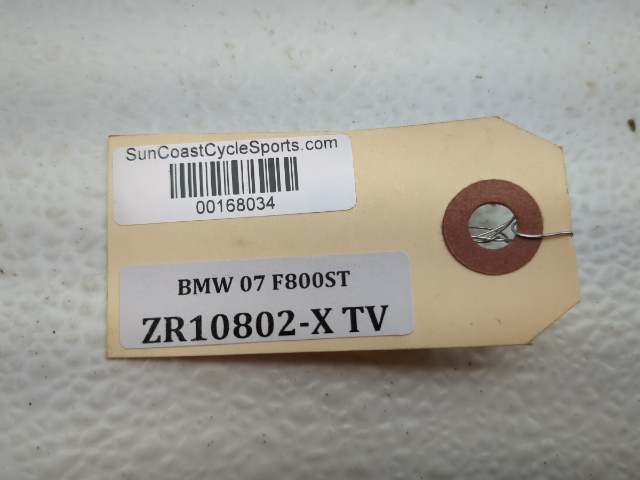 SunCoastCycleSports.com
00168034
BMW 07 F800ST
ZR10802-X TV